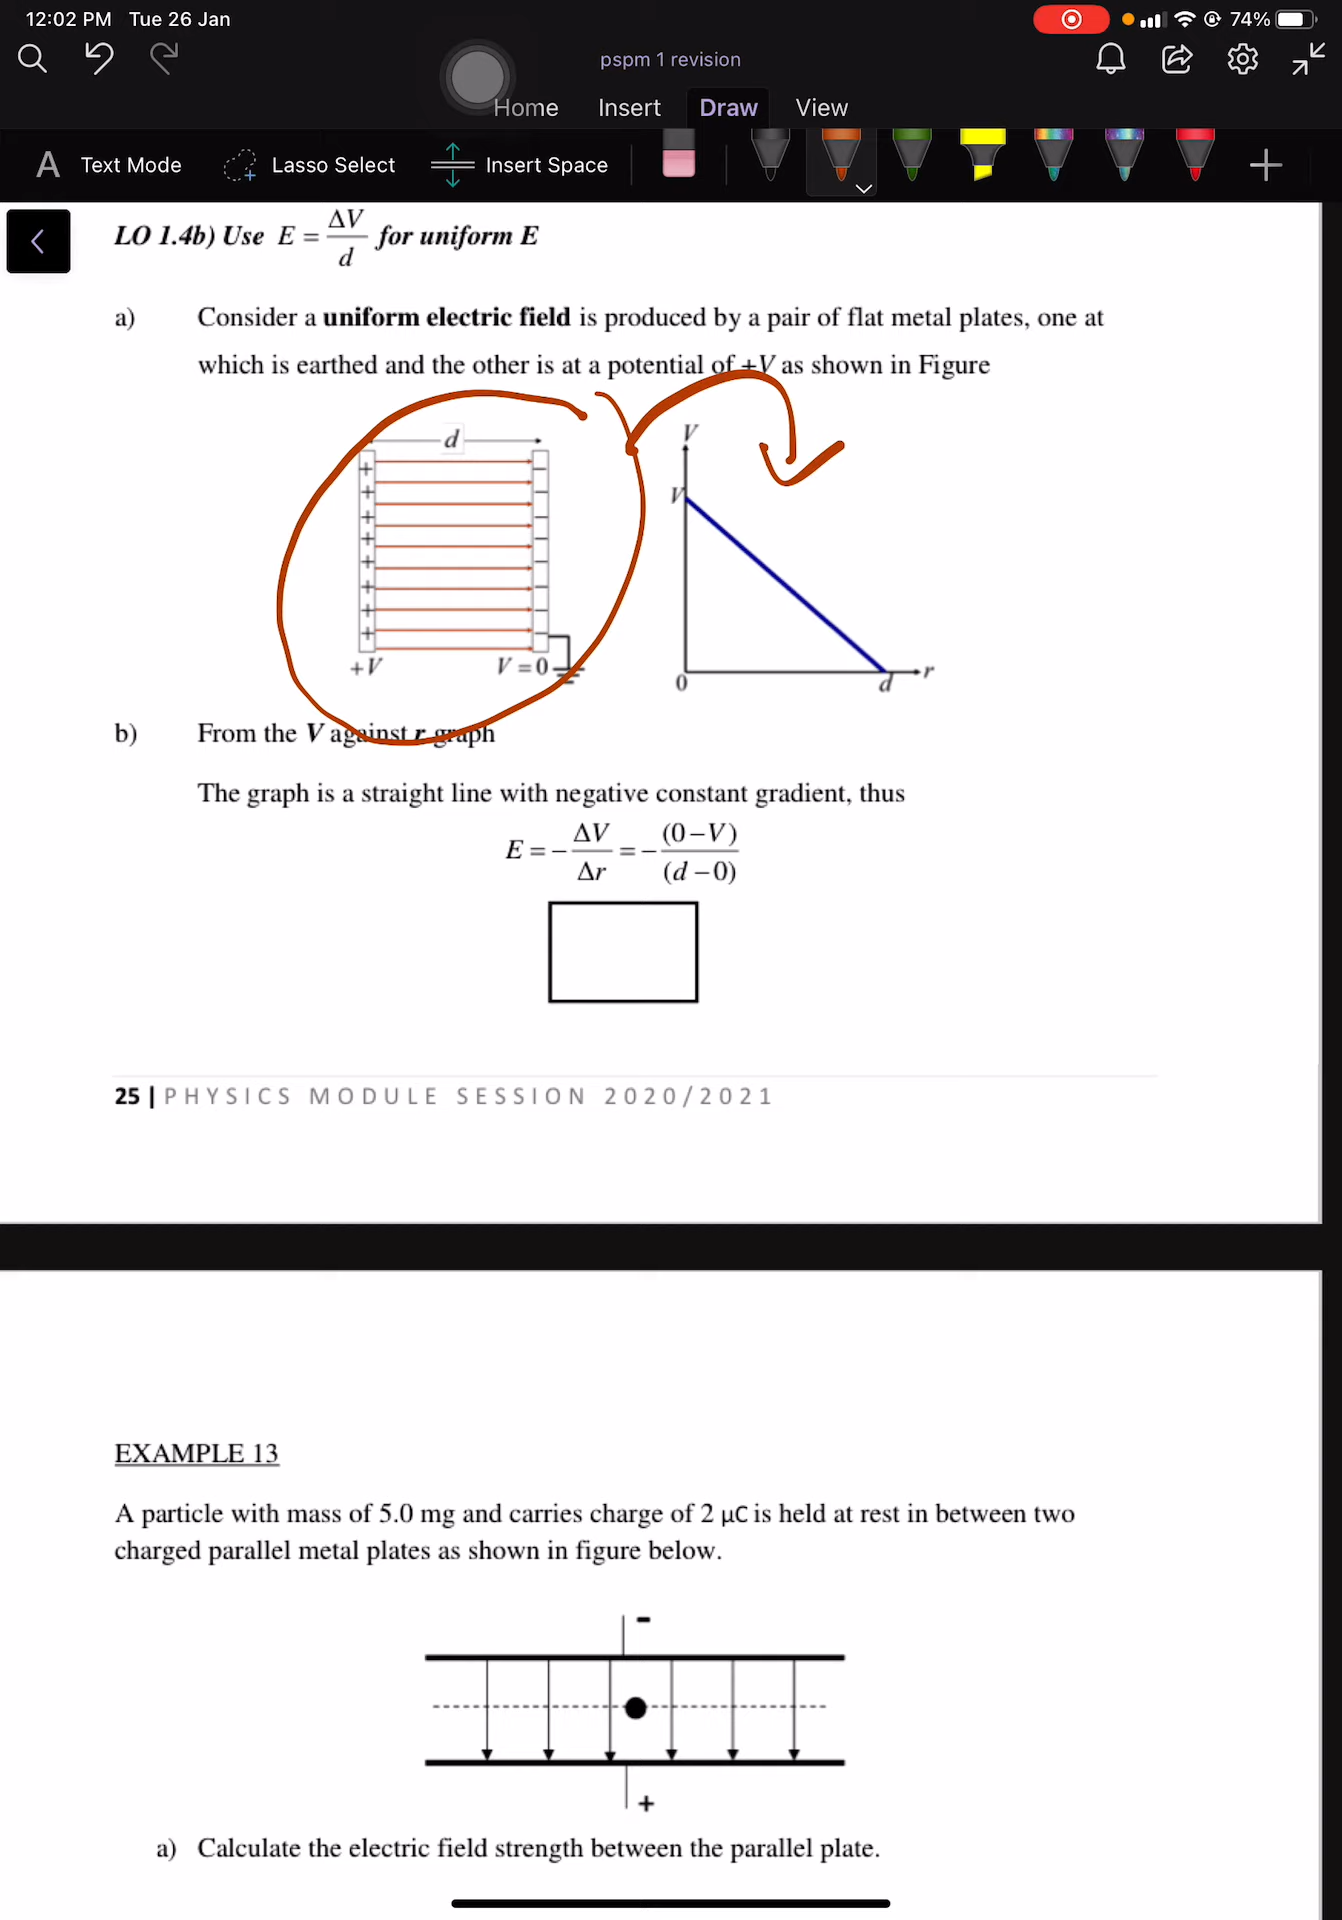 12:02 PM Tue 26 Jan
74%
pspm 1 revision
Home Insert Draw View
A Text Mode Lasso Select Insert Space
LO 1.4b) Use E = ΔV/d for uniform E
a) Consider a uniform electric field is produced by a pair of flat metal plates, one at
which is earthed and the other is at a potential of +V as shown in Figure
d
+ + + + + + + +
+V V = 0
V
V
0 d r
b) From the V against r graph
The graph is a straight line with negative constant gradient, thus
E = − ΔV/Δr = − (0 − V)/(d − 0)
25 | PHYSICS MODULE SESSION 2020/2021
EXAMPLE 13
A particle with mass of 5.0 mg and carries charge of 2 μC is held at rest in between two
charged parallel metal plates as shown in figure below.
-
+
a) Calculate the electric field strength between the parallel plate.